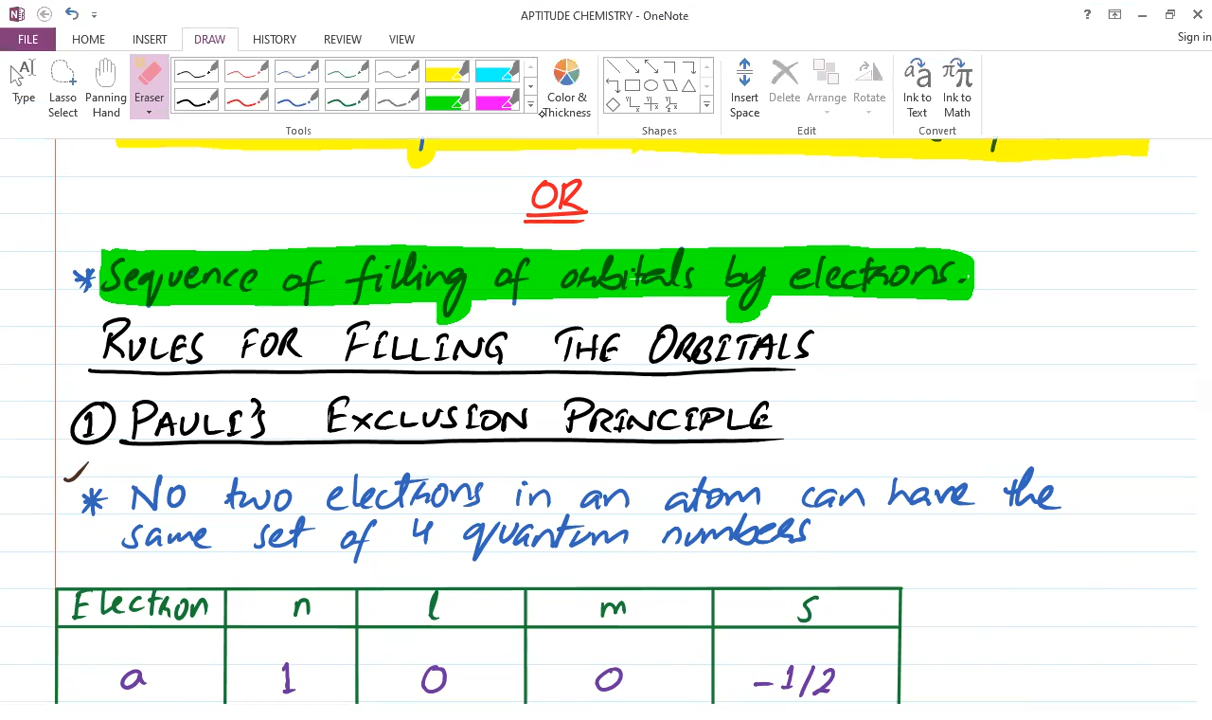 APTITUDE CHEMISTRY - OneNote
?
FILE HOME INSERT DRAW HISTORY REVIEW VIEW
Sign in
Type
Lasso Select
Panning Hand
Eraser
Color & Thickness
Insert Space
Delete
Arrange
Rotate
Ink to Text
Ink to Math
Tools
Shapes
Edit
Convert
OR
* Sequence of filling of orbitals by electrons.
RULES FOR FILLING THE ORBITALS
① PAULI'S EXCLUSION PRINCIPLE
* No two electrons in an atom can have the
same set of 4 quantum numbers
Electron n l m s
a 1 0 0 -1/2